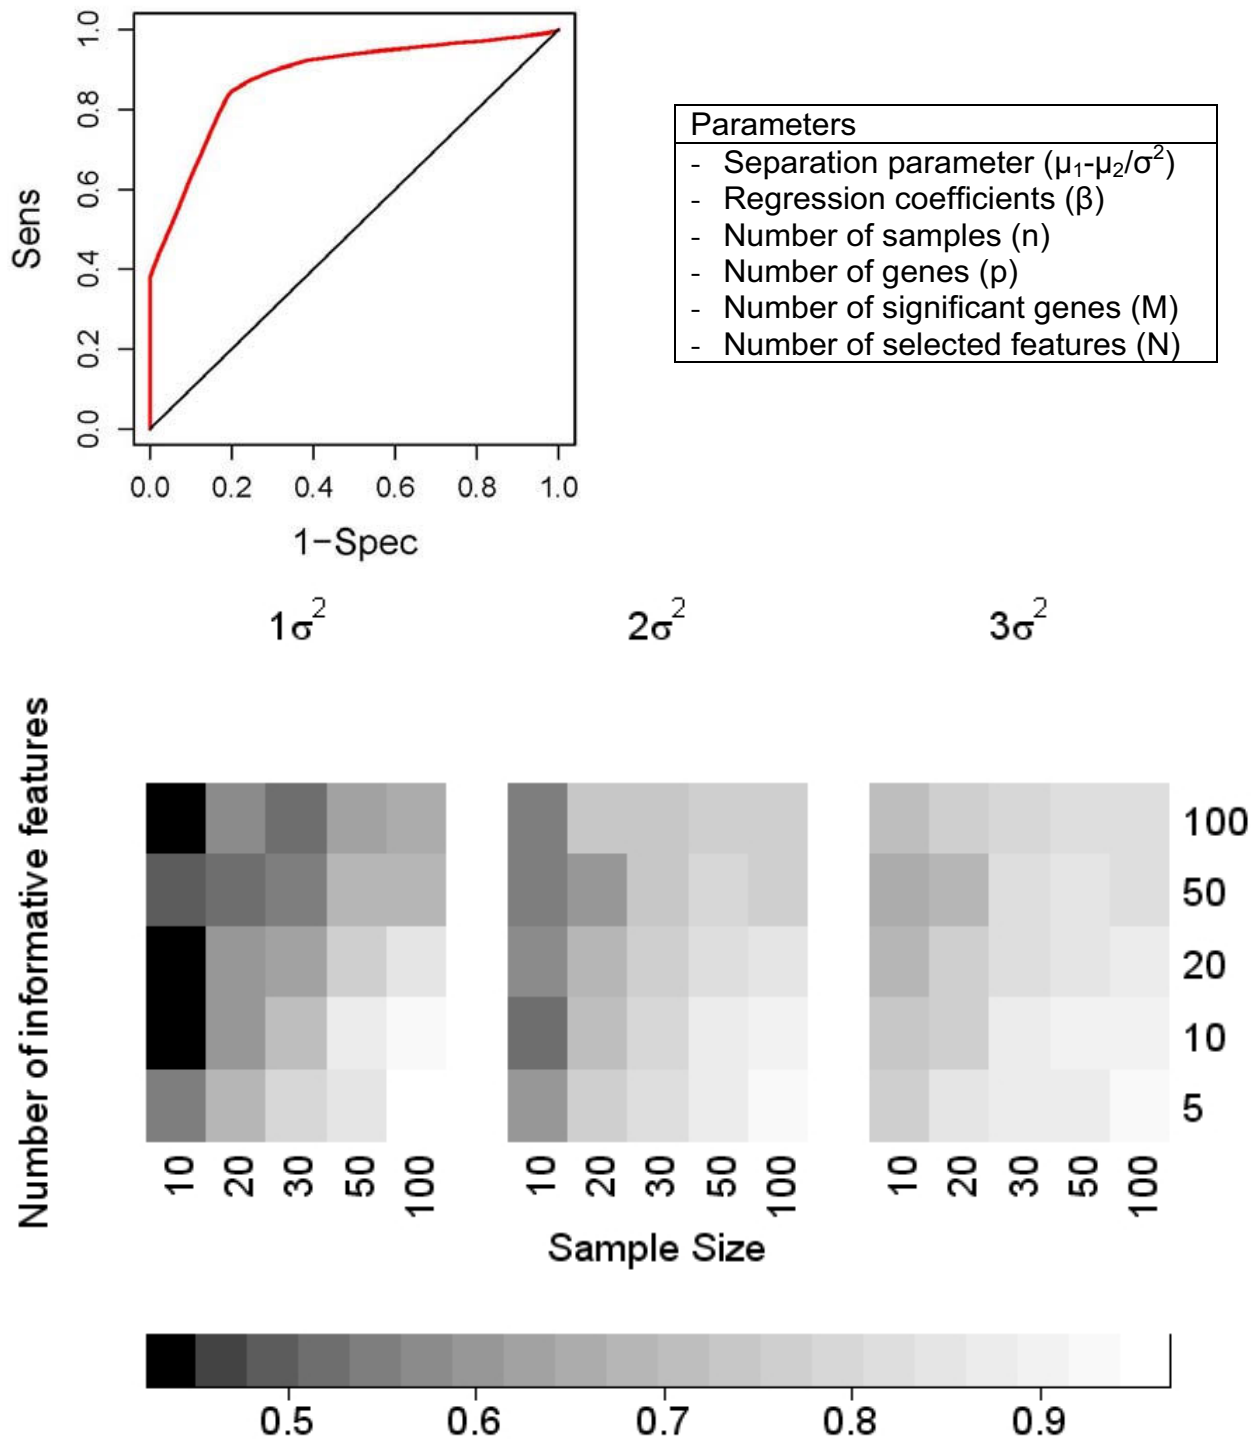 1.0
0.8
0.6
0.4
0.2
0.0
Sens
0.0 0.2 0.4 0.6 0.8 1.0
1−Spec
Parameters
- Separation parameter (µ₁-µ₂/σ²)
- Regression coefficients (β)
- Number of samples (n)
- Number of genes (p)
- Number of significant genes (M)
- Number of selected features (N)
1σ² 2σ² 3σ²
Number of informative features
100
50
20
10
5
10 20 30 50 100 10 20 30 50 100 10 20 30 50 100
Sample Size
0.5 0.6 0.7 0.8 0.9